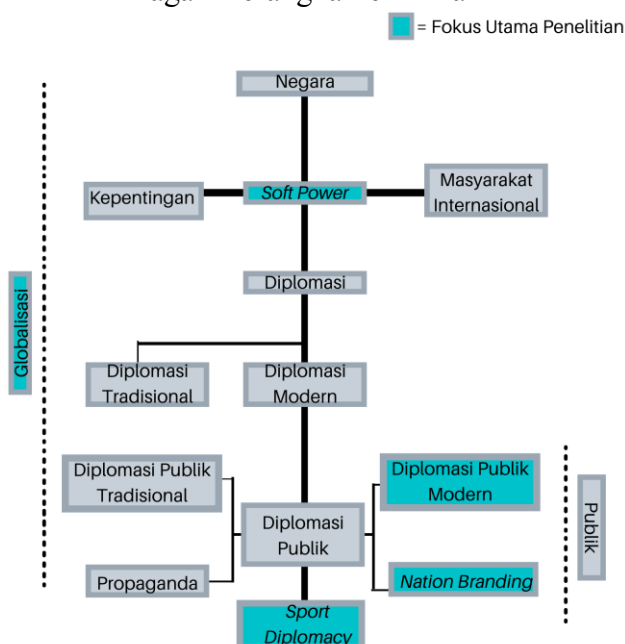 = Fokus Utama Penelitian
Negara
Kepentingan
Soft Power
Masyarakat
Internasional
Diplomasi
Globalisasi
Diplomasi
Tradisional
Diplomasi
Modern
Diplomasi Publik
Tradisional
Diplomasi Publik
Modern
Diplomasi
Publik
Publik
Propaganda
Nation Branding
Sport
Diplomacy